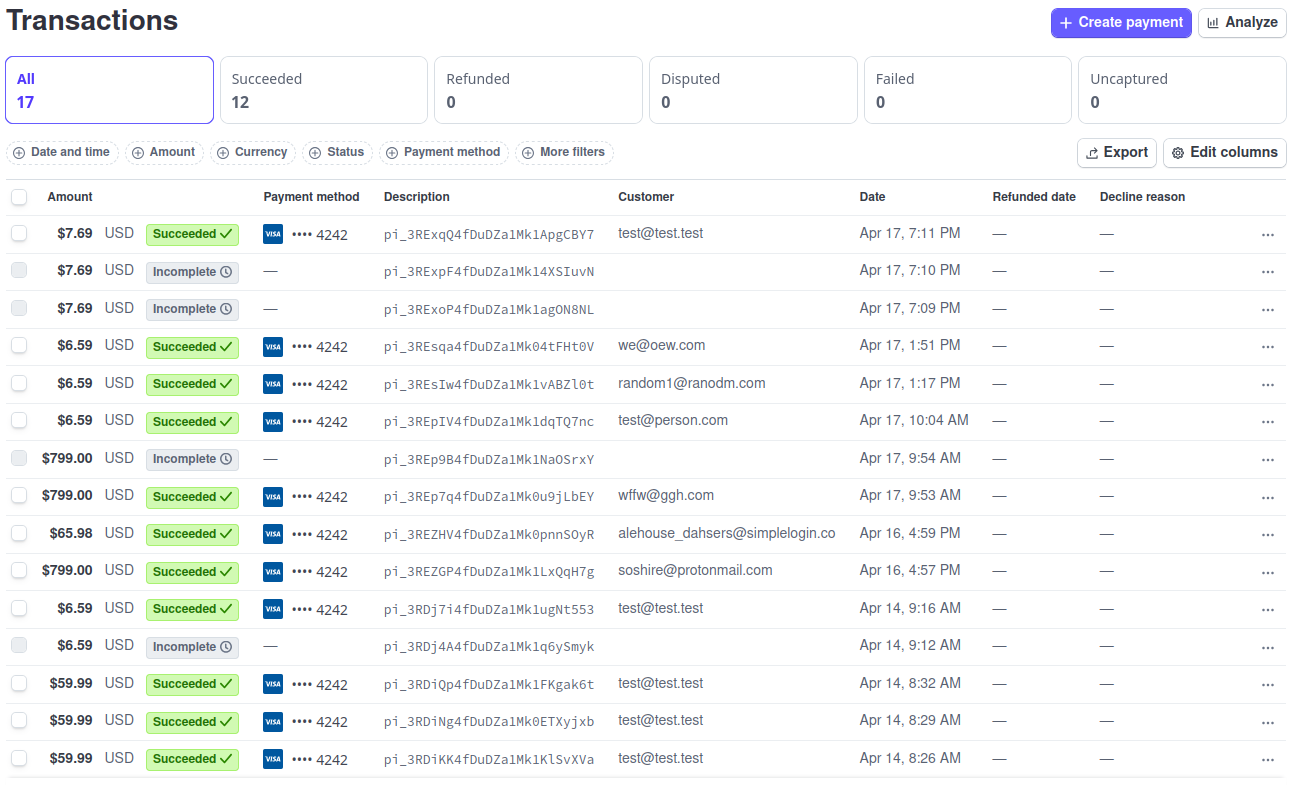 Transactions
Create payment
Analyze
All
17
Succeeded
12
Refunded
0
Disputed
0
Failed
0
Uncaptured
0
Date and time
Amount
Currency
Status
Payment method
More filters
Export
Edit columns
Amount Payment method Description Customer Date Refunded date Decline reason
$7.69 USD Succeeded VISA •••• 4242 pi_3RExqQ4fDuDZa1Mk1ApgCBY7 test@test.test Apr 17, 7:11 PM — — •••
$7.69 USD Incomplete — pi_3RExpF4fDuDZa1Mk14XSIuvN Apr 17, 7:10 PM — — •••
$7.69 USD Incomplete — pi_3RExoP4fDuDZa1Mk1agON8NL Apr 17, 7:09 PM — — •••
$6.59 USD Succeeded VISA •••• 4242 pi_3REsqa4fDuDZa1Mk04tFHt0V we@oew.com Apr 17, 1:51 PM — — •••
$6.59 USD Succeeded VISA •••• 4242 pi_3REsIw4fDuDZa1Mk1vABZl0t random1@ranodm.com Apr 17, 1:17 PM — — •••
$6.59 USD Succeeded VISA •••• 4242 pi_3REpIV4fDuDZa1Mk1dqTQ7nc test@person.com Apr 17, 10:04 AM — — •••
$799.00 USD Incomplete — pi_3REp9B4fDuDZa1Mk1NaOSrxY Apr 17, 9:54 AM — — •••
$799.00 USD Succeeded VISA •••• 4242 pi_3REp7q4fDuDZa1Mk0u9jLbEY wffw@ggh.com Apr 17, 9:53 AM — — •••
$65.98 USD Succeeded VISA •••• 4242 pi_3REZHV4fDuDZa1Mk0pnnSOyR alehouse_dahsers@simplelogin.co Apr 16, 4:59 PM — — •••
$799.00 USD Succeeded VISA •••• 4242 pi_3REZGP4fDuDZa1Mk1LxQqH7g soshire@protonmail.com Apr 16, 4:57 PM — — •••
$6.59 USD Succeeded VISA •••• 4242 pi_3RDj7i4fDuDZa1Mk1ugNt553 test@test.test Apr 14, 9:16 AM — — •••
$6.59 USD Incomplete — pi_3RDj4A4fDuDZa1Mk1q6ySmyk Apr 14, 9:12 AM — — •••
$59.99 USD Succeeded VISA •••• 4242 pi_3RDiQp4fDuDZa1Mk1FKgak6t test@test.test Apr 14, 8:32 AM — — •••
$59.99 USD Succeeded VISA •••• 4242 pi_3RDiNg4fDuDZa1Mk0ETXyjxb test@test.test Apr 14, 8:29 AM — — •••
$59.99 USD Succeeded VISA •••• 4242 pi_3RDiKK4fDuDZa1Mk1KlSvXVa test@test.test Apr 14, 8:26 AM — — •••